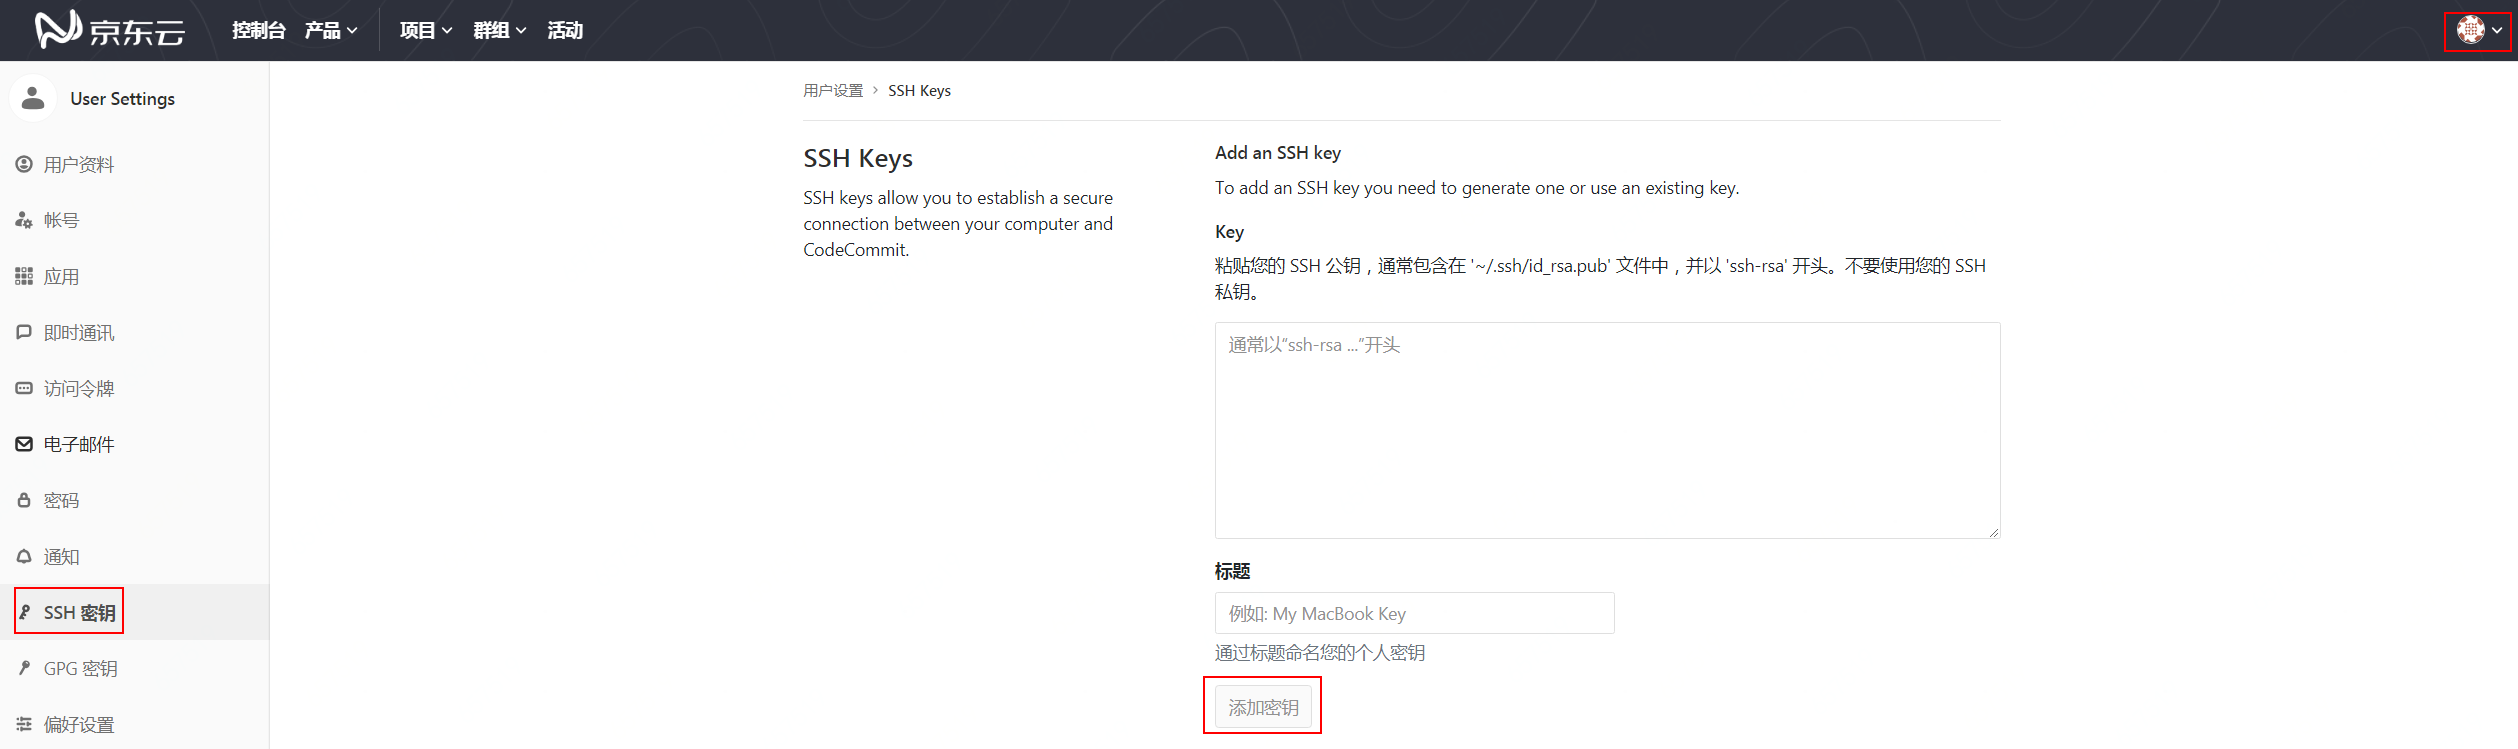 京东云
控制台 产品 项目 群组 活动
User Settings
用户资料
帐号
应用
即时通讯
访问令牌
电子邮件
密码
通知
SSH 密钥
GPG 密钥
偏好设置
用户设置 > SSH Keys
SSH Keys
SSH keys allow you to establish a secure
connection between your computer and
CodeCommit.
Add an SSH key
To add an SSH key you need to generate one or use an existing key.
Key
粘贴您的 SSH 公钥，通常包含在 '~/.ssh/id_rsa.pub' 文件中，并以 'ssh-rsa' 开头。不要使用您的 SSH
私钥。
通常以“ssh-rsa ...”开头
标题
例如: My MacBook Key
通过标题命名您的个人密钥
添加密钥